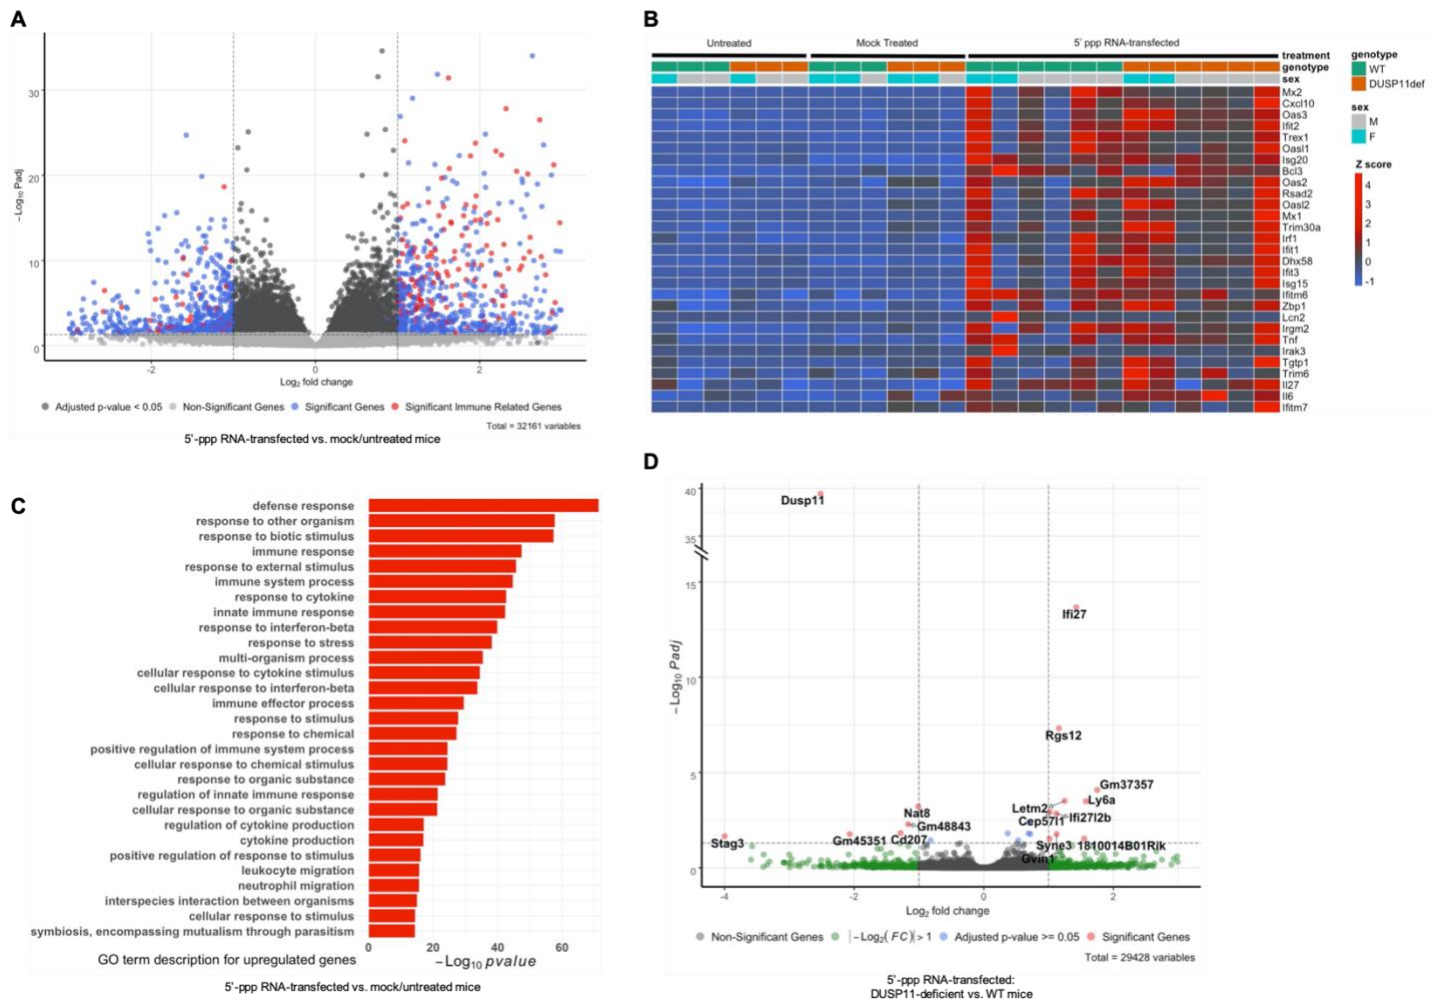 A
− Log₁₀ Padj
30
20
10
0
-2
0
2
Log₂ fold change
Adjusted p-value < 0.05
Non-Significant Genes
Significant Genes
Significant Immune Related Genes
Total = 32161 variables
5'-ppp RNA-transfected vs. mock/untreated mice
B
Untreated
Mock Treated
5' ppp RNA-transfected
treatment
genotype
sex
Mx2
Cxcl10
Oas3
Ifit2
Trex1
Oasl1
Isg20
Bcl3
Oas2
Rsad2
Oasl2
Mx1
Trim30a
Irf1
Ifit1
Dhx58
Ifit3
Isg15
Ifitm6
Zbp1
Lcn2
Irgm2
Tnf
Irak3
Tgtp1
Trim6
Il27
Il6
Ifitm7
genotype
WT
DUSP11def
sex
M
F
Z score
4
3
2
1
0
-1
C
defense response
response to other organism
response to biotic stimulus
immune response
response to external stimulus
immune system process
response to cytokine
innate immune response
response to interferon-beta
response to stress
multi-organism process
cellular response to cytokine stimulus
cellular response to interferon-beta
immune effector process
response to stimulus
response to chemical
positive regulation of immune system process
cellular response to chemical stimulus
response to organic substance
regulation of innate immune response
cellular response to organic substance
regulation of cytokine production
cytokine production
positive regulation of response to stimulus
leukocyte migration
neutrophil migration
interspecies interaction between organisms
cellular response to stimulus
symbiosis, encompassing mutualism through parasitism
0
20
40
60
GO term description for upregulated genes
−Log₁₀ pvalue
5'-ppp RNA-transfected vs. mock/untreated mice
D
− Log₁₀ Padj
40
35
15
10
5
0
Dusp11
Ifi27
Rgs12
Gm37357
Ly6a
Letm2
Nat8
Cep57l1
Ifi27l2b
Gm48843
Stag3
Gm45351
Cd207
Syne3
1810014B01Rik
Gvin1
-4
-2
0
2
Log₂ fold change
Non-Significant Genes
|−Log₂(FC)| > 1
Adjusted p-value >= 0.05
Significant Genes
Total = 29428 variables
5'-ppp RNA-transfected:
DUSP11-deficient vs. WT mice